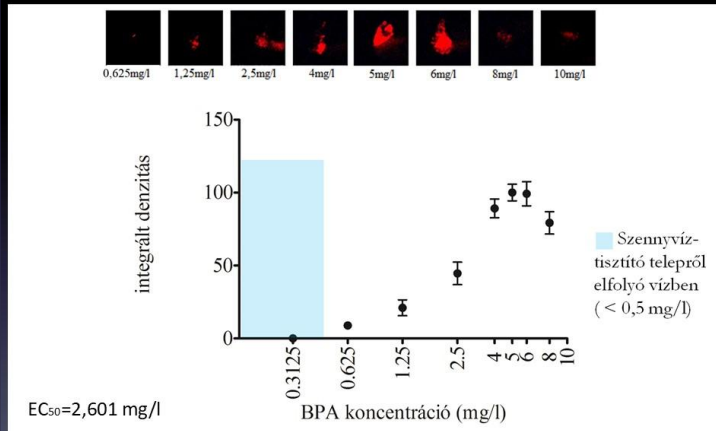 0,625mg/l 1,25mg/l 2,5mg/l 4mg/l 5mg/l 6mg/l 8mg/l 10mg/l
150
100
50
0
integrált denzitás
0.3125 0.625 1.25 2.5 4 5 6 8 10
BPA koncentráció (mg/l)
Szennyvíz-
tisztító telepről
elfolyó vízben
( < 0,5 mg/l)
EC50=2,601 mg/l